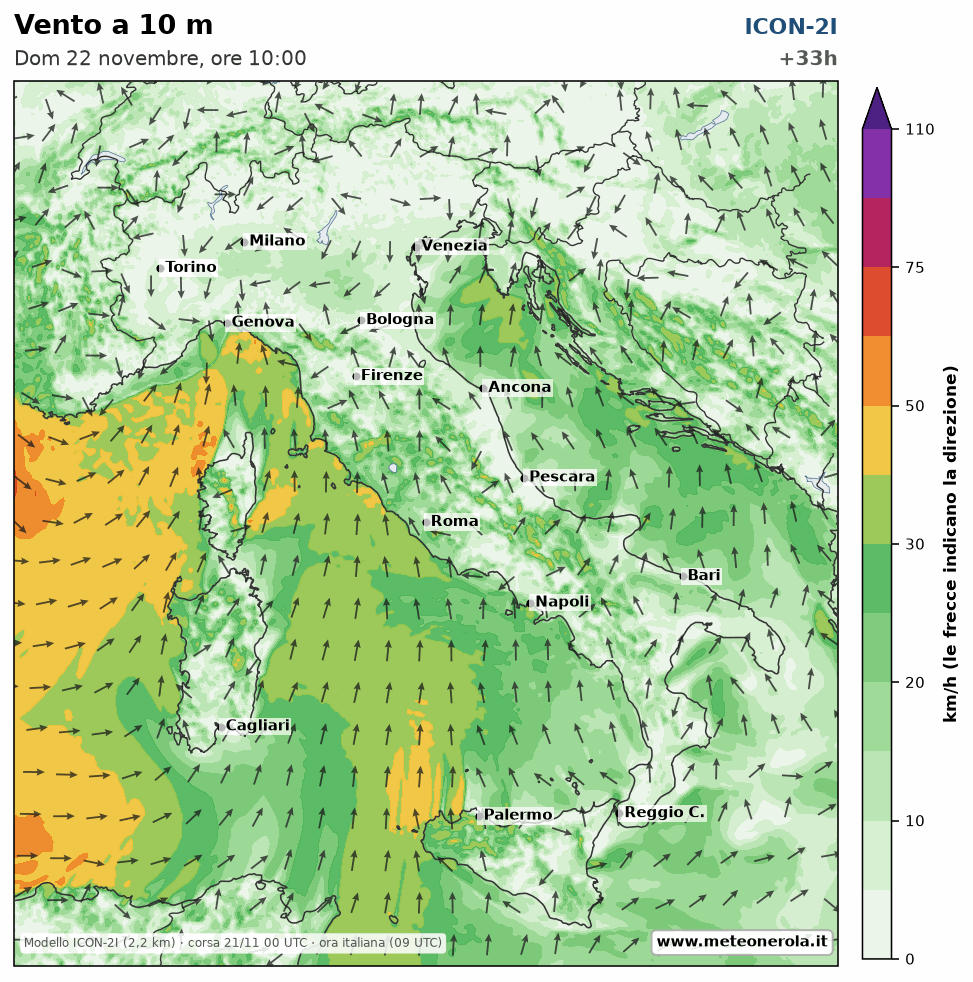 Vento a 10 m
ICON-2I
Dom 22 novembre, ore 10:00
+33h
110
75
50
30
20
10
0
km/h (le frecce indicano la direzione)
Milano
Venezia
Torino
Genova
Bologna
Firenze
Ancona
Pescara
Roma
Bari
Napoli
Cagliari
Palermo
Reggio C.
Modello ICON-2I (2,2 km) · corsa 21/11 00 UTC · ora italiana (09 UTC)
www.meteonerola.it